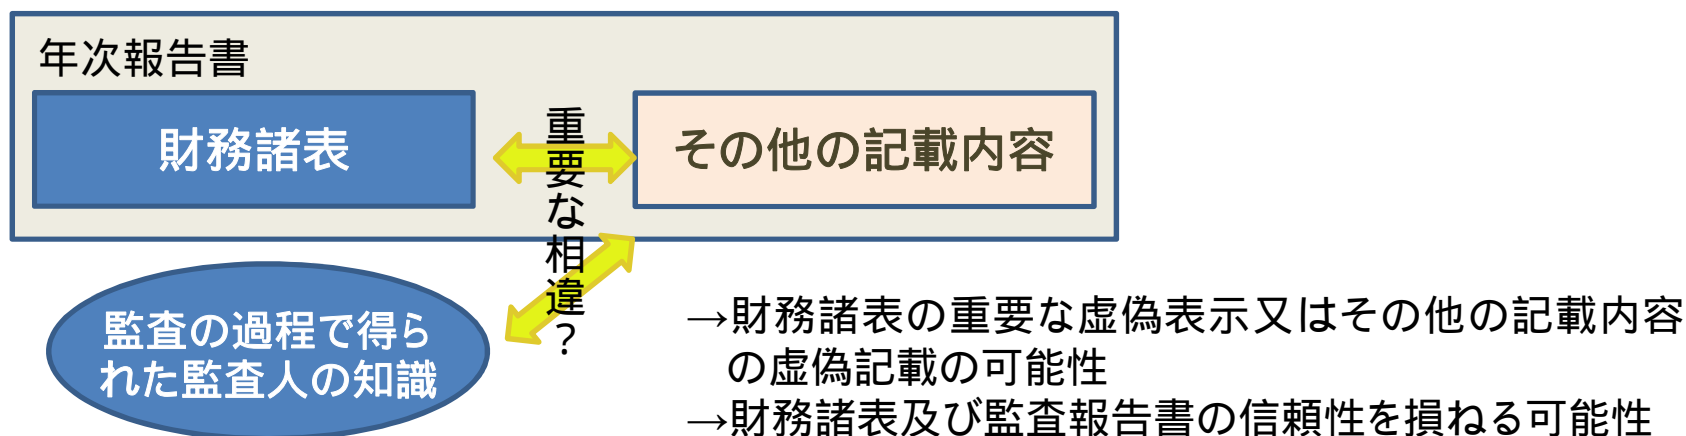 年次報告書
財務諸表
重要な相違？
その他の記載内容
監査の過程で得ら
れた監査人の知識
→財務諸表の重要な虚偽表示又はその他の記載内容
の虚偽記載の可能性
→財務諸表及び監査報告書の信頼性を損ねる可能性